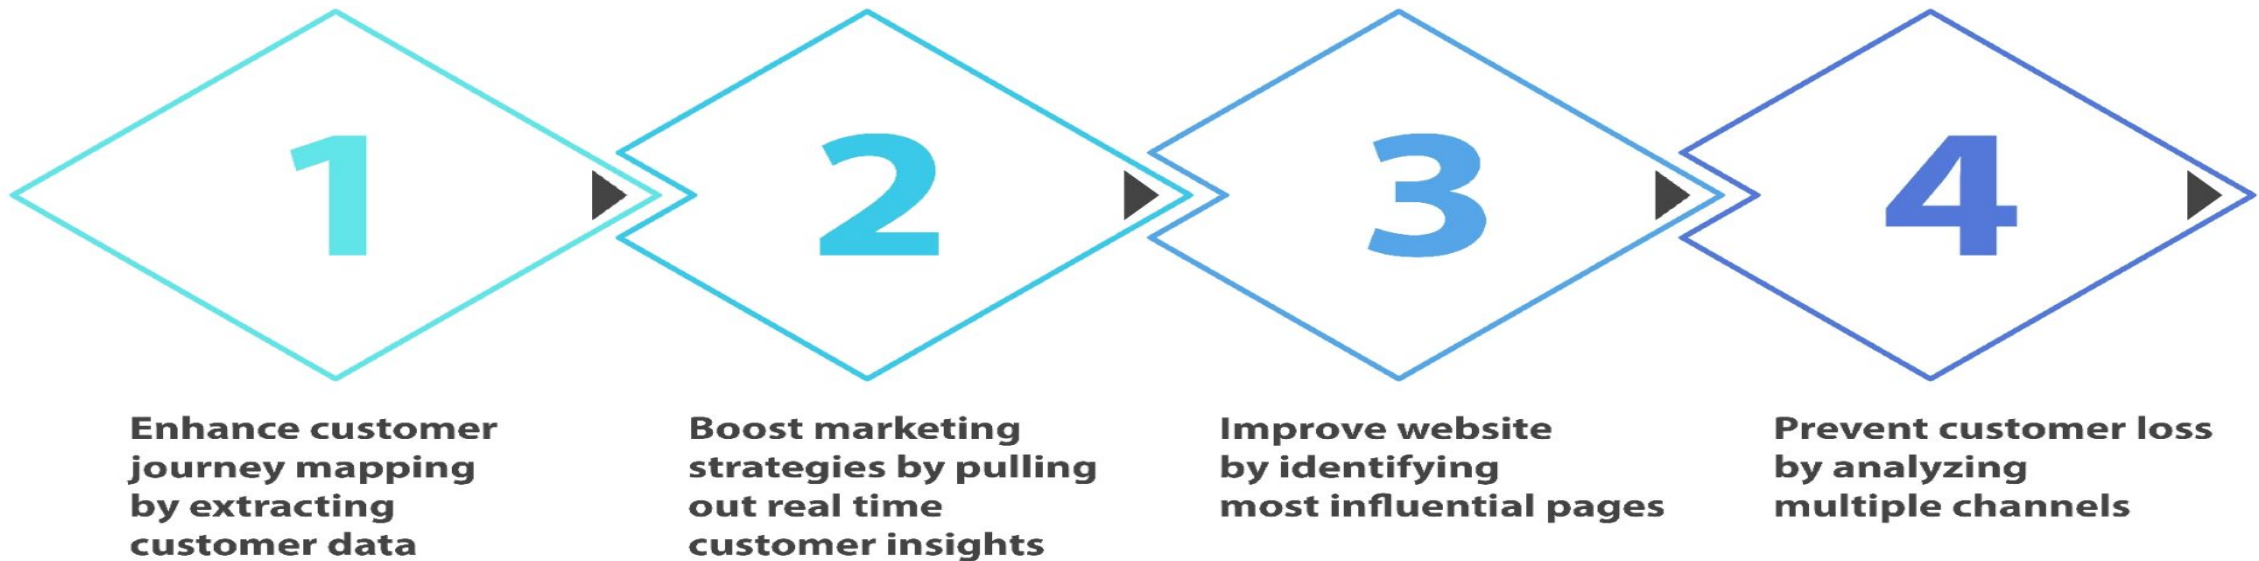 1
Enhance customer
journey mapping
by extracting
customer data
2
Boost marketing
strategies by pulling
out real time
customer insights
3
Improve website
by identifying
most influential pages
4
Prevent customer loss
by analyzing
multiple channels